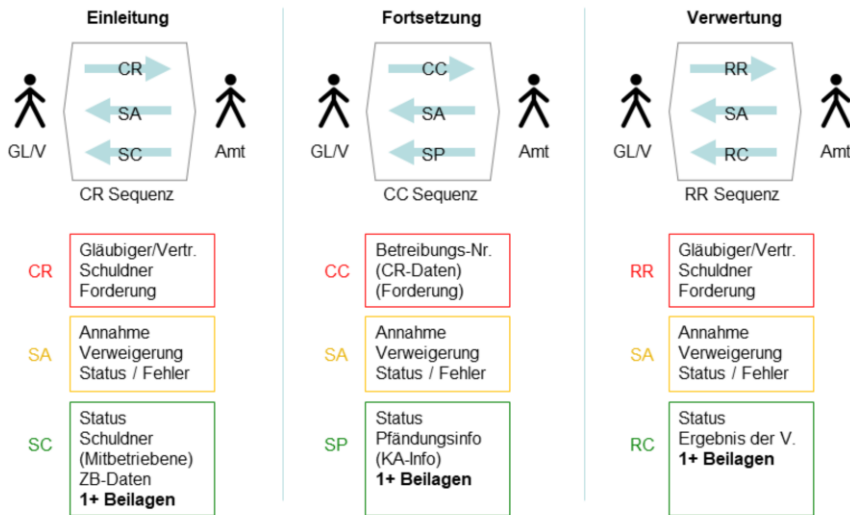 Einleitung
CR
SA
SC
GL/V
Amt
CR Sequenz
CR
Gläubiger/Vertr.
Schuldner
Forderung
SA
Annahme
Verweigerung
Status / Fehler
SC
Status
Schuldner
(Mitbetriebene)
ZB-Daten
1+ Beilagen
Fortsetzung
CC
SA
SP
GL/V
Amt
CC Sequenz
CC
Betreibungs-Nr.
(CR-Daten)
(Forderung)
SA
Annahme
Verweigerung
Status / Fehler
SP
Status
Pfändungsinfo
(KA-Info)
1+ Beilagen
Verwertung
RR
SA
RC
GL/V
Amt
RR Sequenz
RR
Gläubiger/Vertr.
Schuldner
Forderung
SA
Annahme
Verweigerung
Status / Fehler
RC
Status
Ergebnis der V.
1+ Beilagen